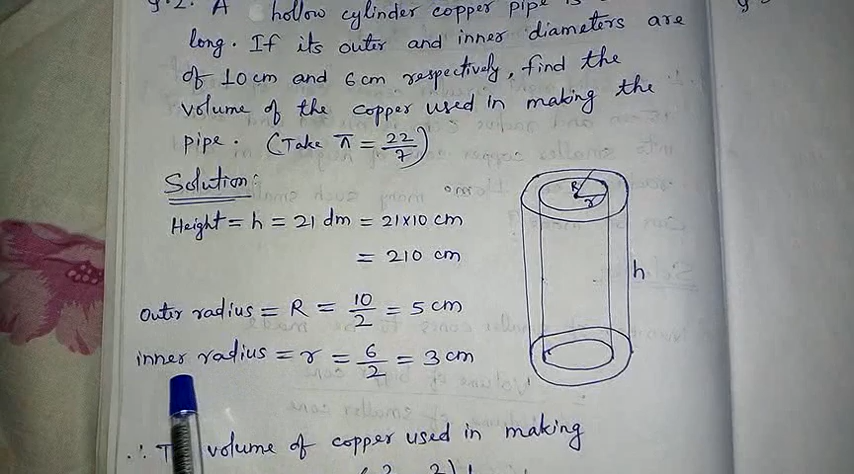 A hollow cylinder copper pipe is
long. If its outer and inner diameters are
of 10 cm and 6 cm respectively, find the
volume of the copper used in making the
pipe. (Take π = 22/7)
Solution:
Height = h = 21 dm = 21×10 cm
= 210 cm
Outer radius = R = 10/2 = 5 cm
inner radius = r = 6/2 = 3 cm
R
r
h
∴ volume of copper used in making